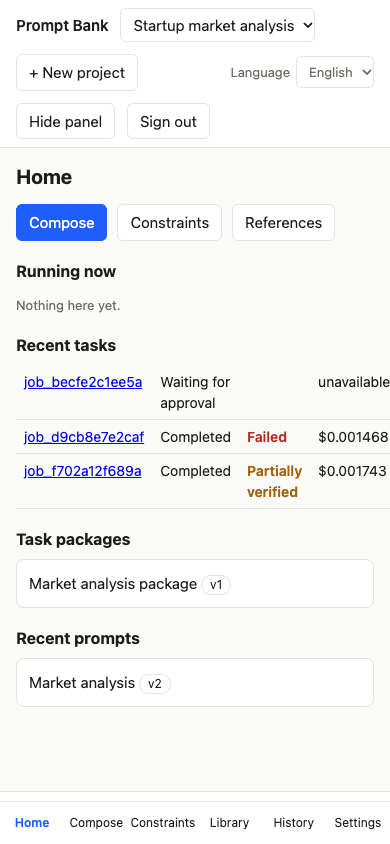 Prompt Bank
Startup market analysis
+ New project
Language
English
Hide panel
Sign out
Home
Compose
Constraints
References
Running now
Nothing here yet.
Recent tasks
job_becfe2c1ee5a Waiting for approval unavailable
job_d9cb8e7e2caf Completed Failed $0.001468
job_f702a12f689a Completed Partially verified $0.001743
Task packages
Market analysis package v1
Recent prompts
Market analysis v2
Home Compose Constraints Library History Settings